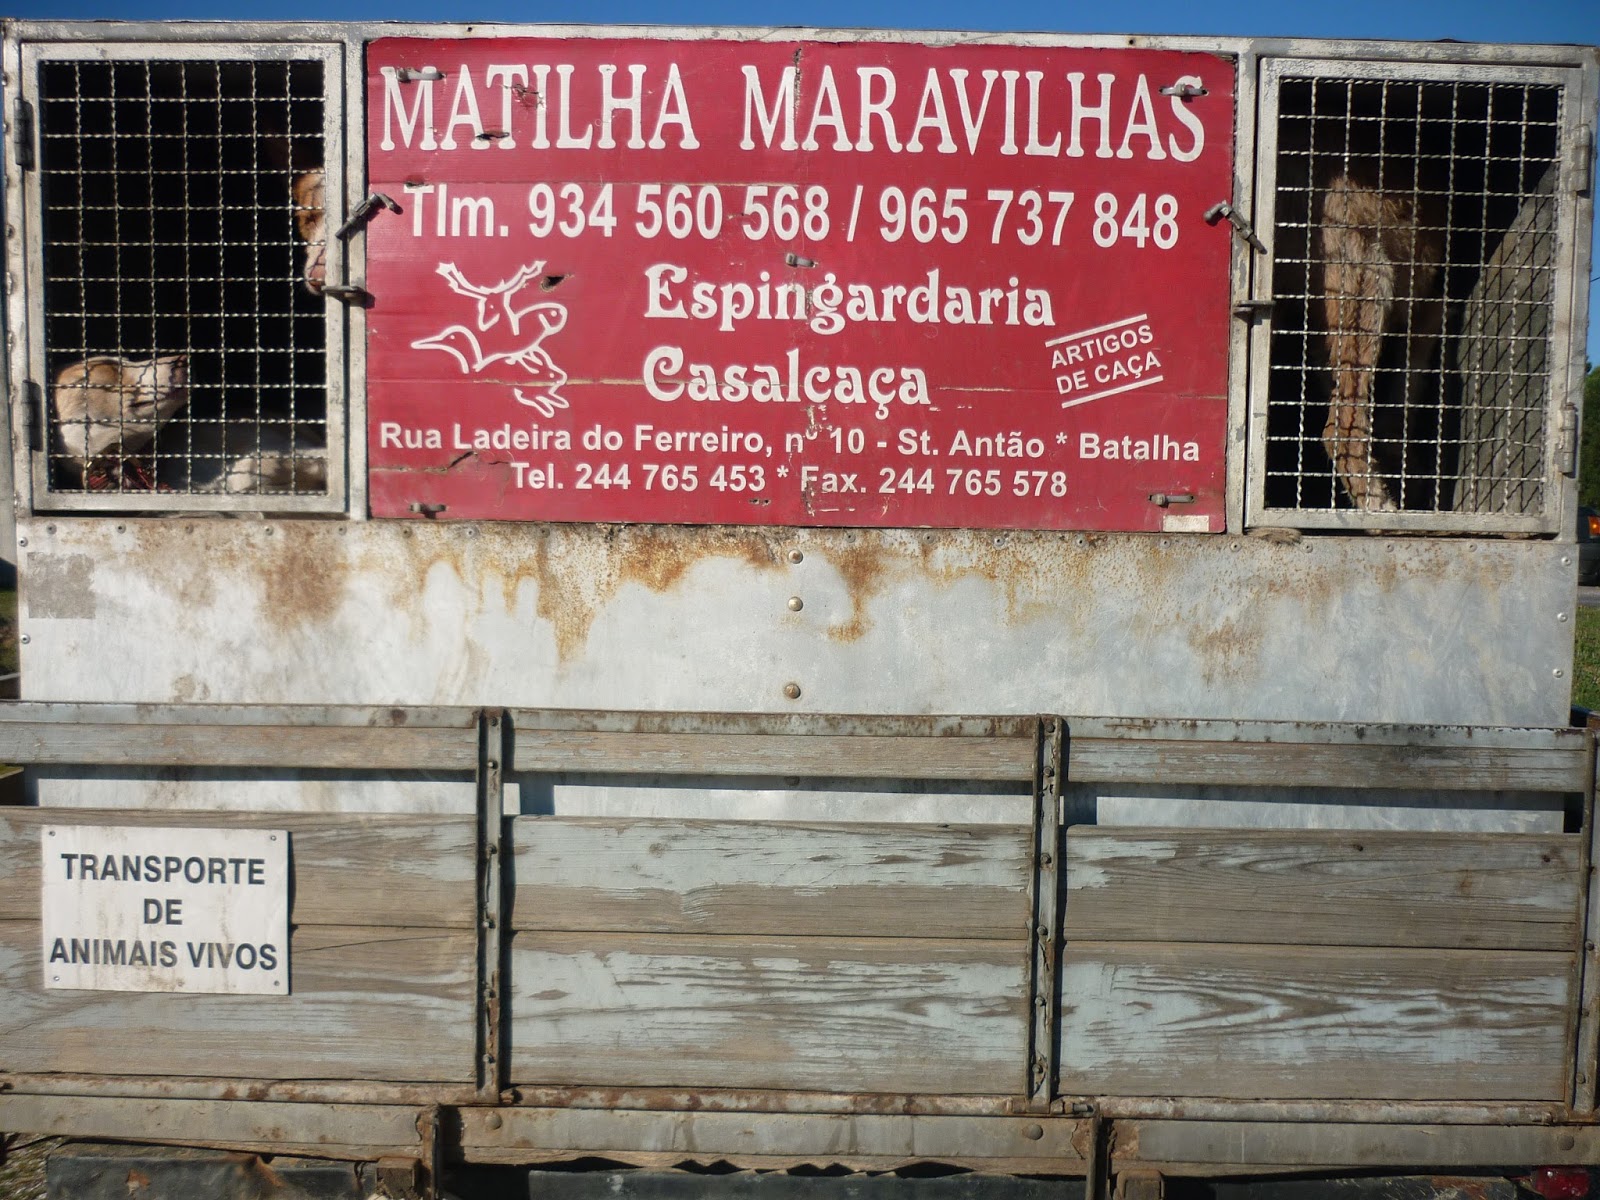 MATILHA MARAVILHAS
Tlm. 934 560 568 / 965 737 848
Espingardaria
Casalcaça
ARTIGOS
DE CAÇA
Rua Ladeira do Ferreiro, nº 10 - St. Antão * Batalha
Tel. 244 765 453 * Fax. 244 765 578
TRANSPORTE
DE
ANIMAIS VIVOS